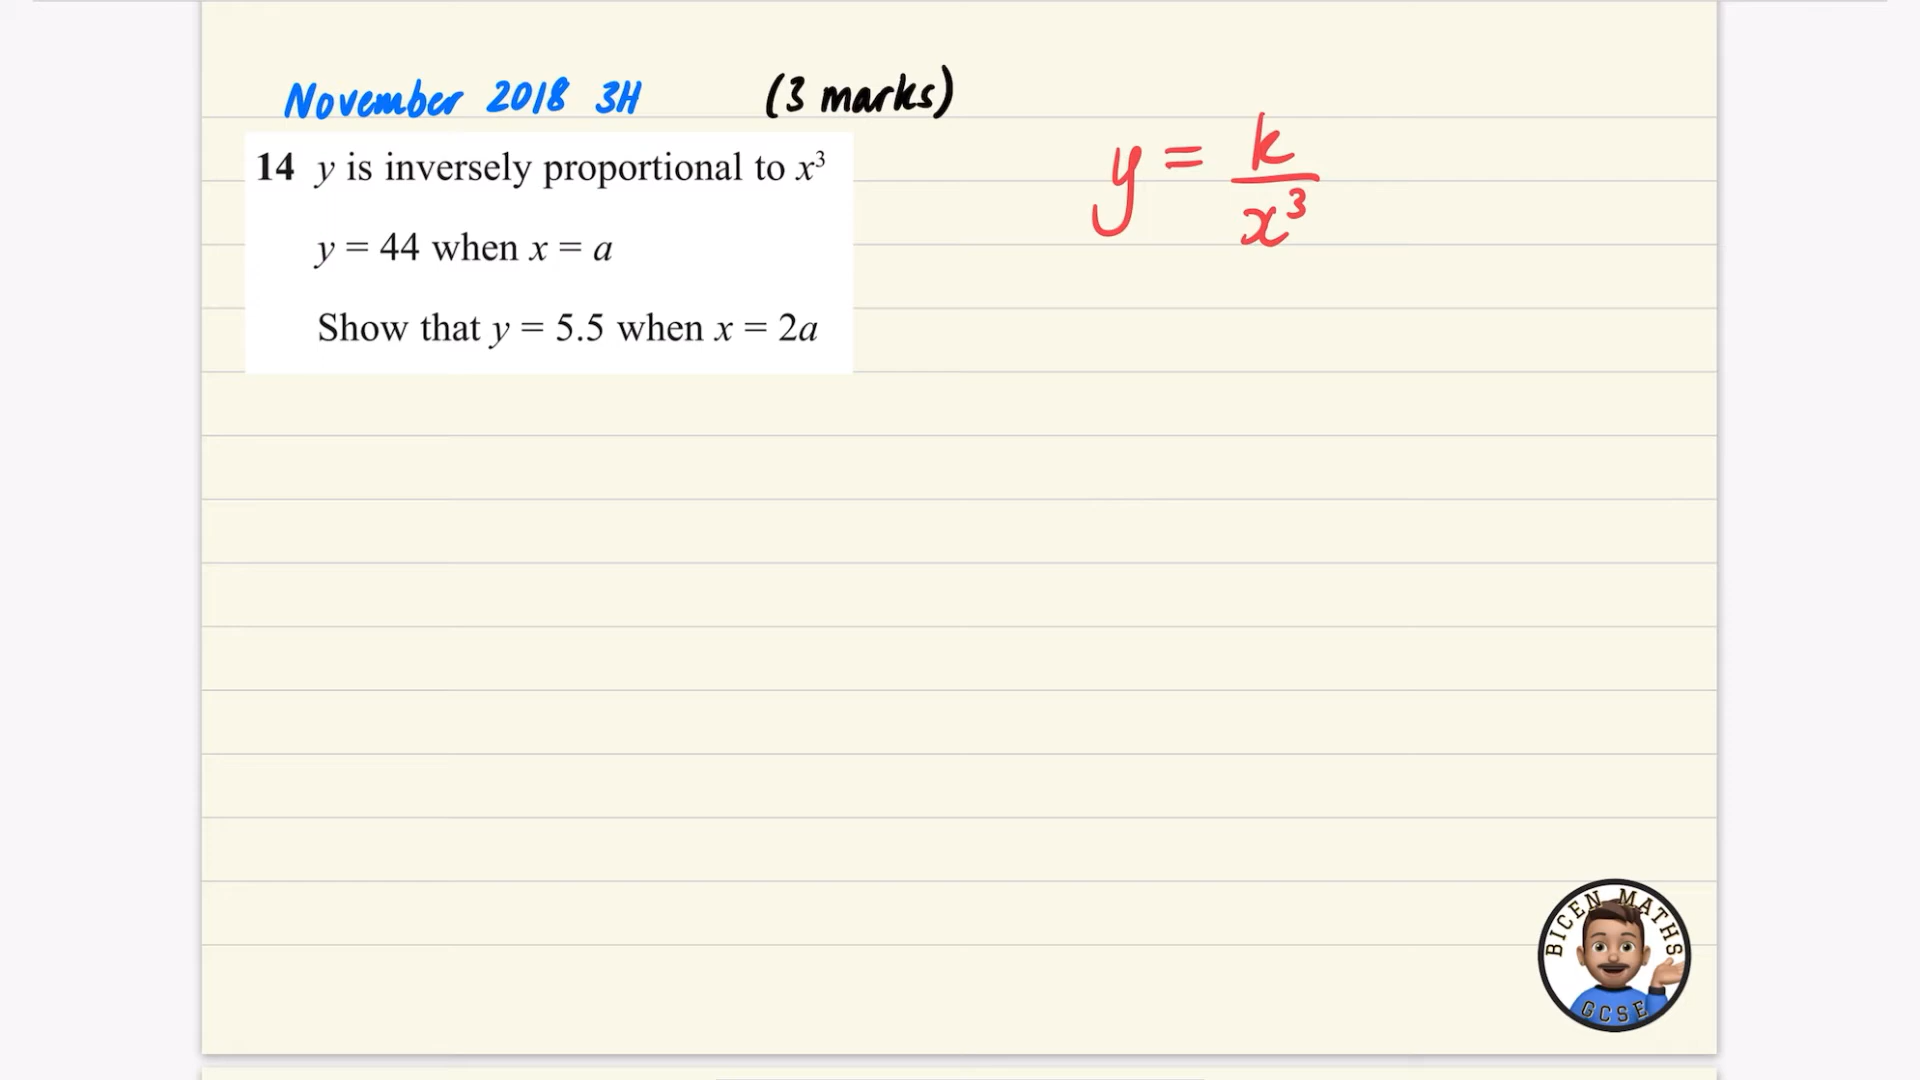 November 2018 3H (3 marks)
14 y is inversely proportional to x³
y = 44 when x = a
Show that y = 5.5 when x = 2a
y = k/x³
BICEN MATHS
GCSE